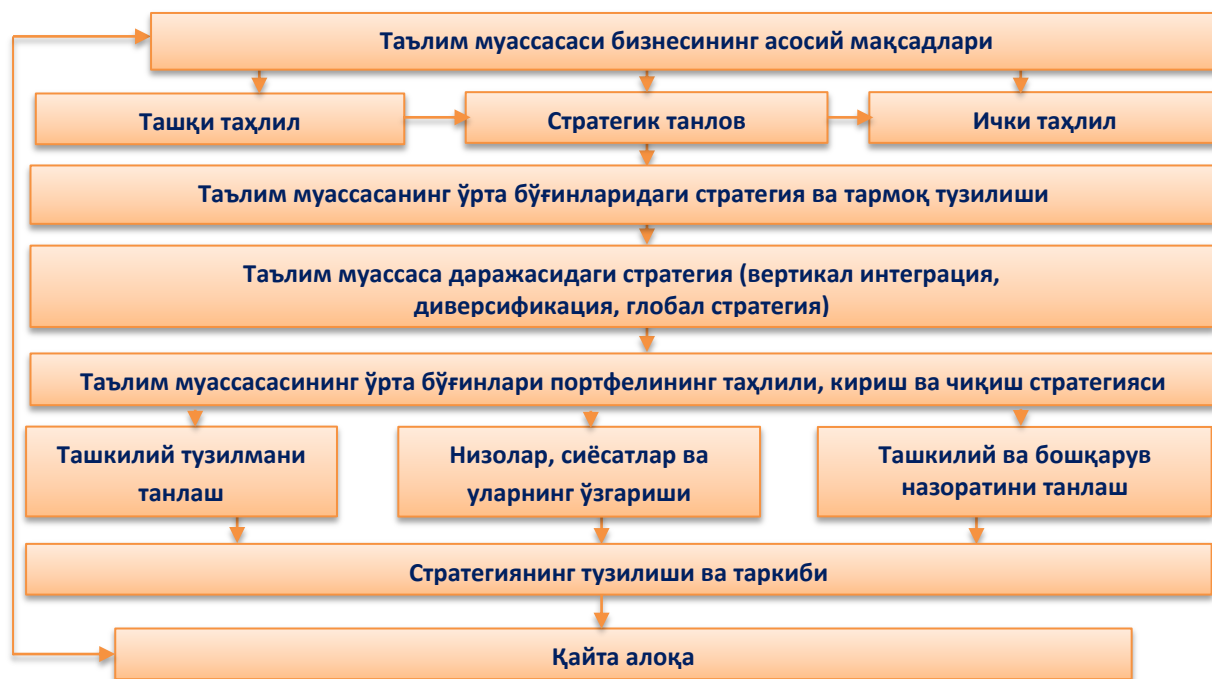 Таълим муассасаси бизнесининг асосий мақсадлари
Ташқи таҳлил
Стратегик танлов
Ички таҳлил
Таълим муассасанинг ўрта бўғинларидаги стратегия ва тармоқ тузилиши
Таълим муассаса даражасидаги стратегия (вертикал интеграция,
диверсификация, глобал стратегия)
Таълим муассасасининг ўрта бўғинлари портфелининг таҳлили, кириш ва чиқиш стратегияси
Ташкилий тузилмани
танлаш
Низолар, сиёсатлар ва
уларнинг ўзгариши
Ташкилий ва бошқарув
назоратини танлаш
Стратегиянинг тузилиши ва таркиби
Қайта алоқа